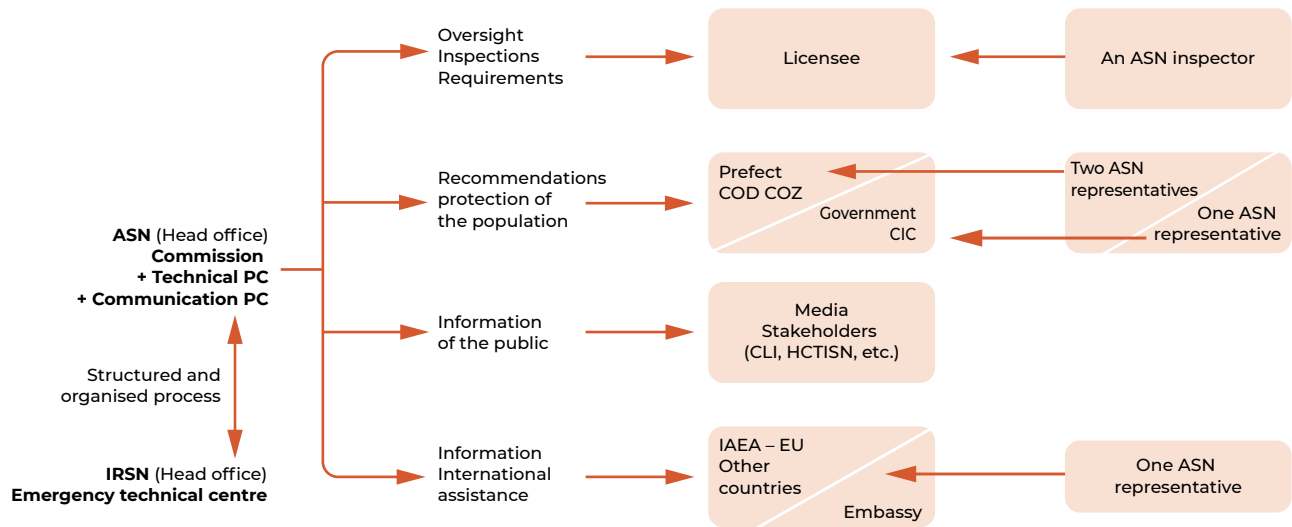 ASN (Head office)
Commission
+ Technical PC
+ Communication PC
Structured and
organised process
IRSN (Head office)
Emergency technical centre
Oversight
Inspections
Requirements
Licensee
An ASN inspector
Recommendations
protection of
the population
Prefect
COD COZ
Government
CIC
Two ASN
representatives
One ASN
representative
Information
of the public
Media
Stakeholders
(CLI, HCTISN, etc.)
Information
International
assistance
IAEA – EU
Other
countries
Embassy
One ASN
representative